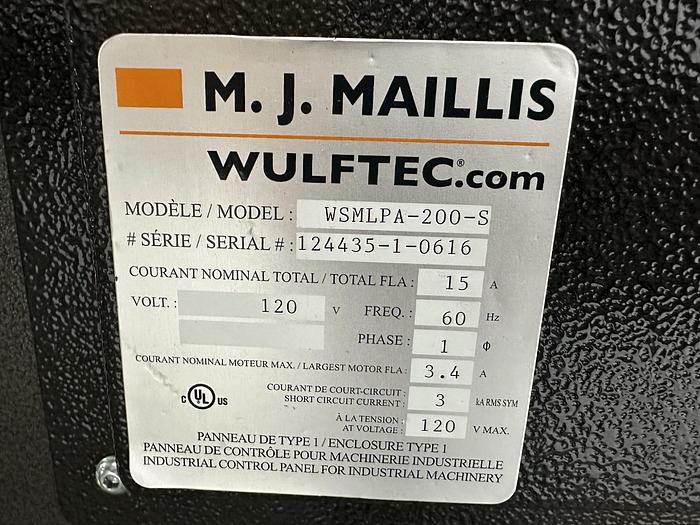 M. J. MAILLIS
WULFTEC®.com
MODÈLE / MODEL : WSMLPA-200-S
# SÉRIE / SERIAL # : 124435-1-0616
COURANT NOMINAL TOTAL / TOTAL FLA : 15 A
VOLT. : 120 V FREQ. : 60 Hz
PHASE : 1 Φ
COURANT NOMINAL MOTEUR MAX. / LARGEST MOTOR FLA : 3.4 A
COURANT DE COURT-CIRCUIT :
SHORT CIRCUIT CURRENT : 3 kA RMS SYM
C UL US
À LA TENSION :
AT VOLTAGE : 120 V MAX.
PANNEAU DE TYPE 1 / ENCLOSURE TYPE 1
PANNEAU DE CONTRÔLE POUR MACHINERIE INDUSTRIELLE
INDUSTRIAL CONTROL PANEL FOR INDUSTRIAL MACHINERY